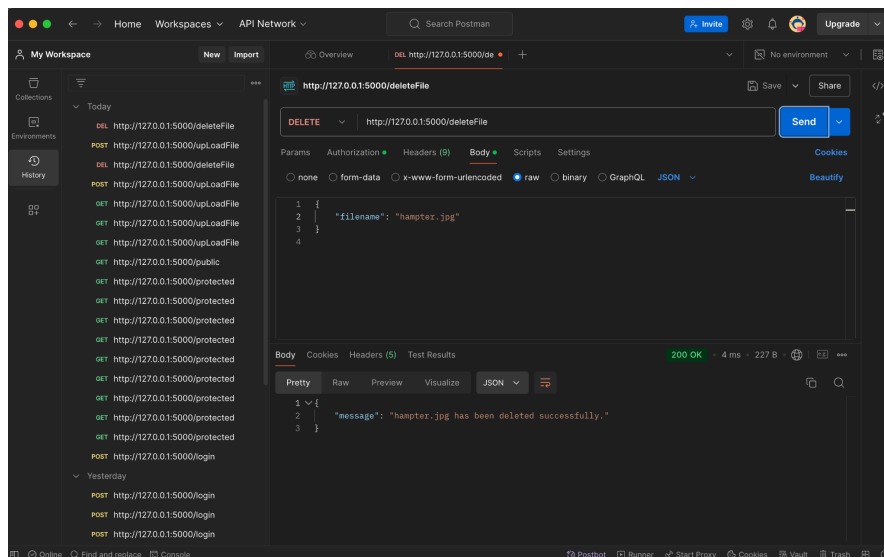 Home Workspaces API Network Search Postman Invite Upgrade
My Workspace New Import Overview DEL http://127.0.0.1:5000/de No environment
Collections
Environments
History
Today
DEL http://127.0.0.1:5000/deleteFile
POST http://127.0.0.1:5000/upLoadFile
DEL http://127.0.0.1:5000/deleteFile
POST http://127.0.0.1:5000/upLoadFile
GET http://127.0.0.1:5000/upLoadFile
GET http://127.0.0.1:5000/upLoadFile
GET http://127.0.0.1:5000/upLoadFile
GET http://127.0.0.1:5000/public
GET http://127.0.0.1:5000/protected
GET http://127.0.0.1:5000/protected
GET http://127.0.0.1:5000/protected
GET http://127.0.0.1:5000/protected
GET http://127.0.0.1:5000/protected
GET http://127.0.0.1:5000/protected
GET http://127.0.0.1:5000/protected
GET http://127.0.0.1:5000/protected
GET http://127.0.0.1:5000/protected
POST http://127.0.0.1:5000/login
Yesterday
POST http://127.0.0.1:5000/login
POST http://127.0.0.1:5000/login
POST http://127.0.0.1:5000/login
HTTP http://127.0.0.1:5000/deleteFile Save Share
DELETE http://127.0.0.1:5000/deleteFile Send
Params Authorization Headers (9) Body Scripts Settings Cookies
none form-data x-www-form-urlencoded raw binary GraphQL JSON Beautify
1 {
2 "filename": "hampter.jpg"
3 }
4
Body Cookies Headers (5) Test Results 200 OK 4 ms 227 B
Pretty Raw Preview Visualize JSON
1 {
2 "message": "hampter.jpg has been deleted successfully."
3 }
Online Find and replace Console Postbot Runner Start Proxy Cookies Vault Trash